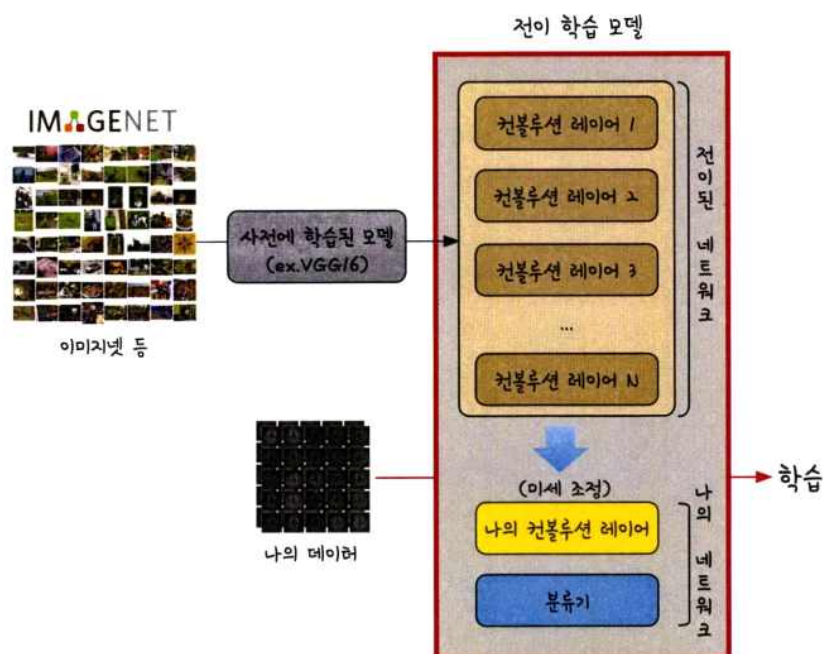 전이 학습 모델
IMAGENET
컨볼루션 레이어 1
컨볼루션 레이어 2
사전에 학습된 모델
(ex.VGG16)
컨볼루션 레이어 3
...
이미지넷 등
컨볼루션 레이어 N
전이된 네트워크
(미세 조정)
학습
나의 컨볼루션 레이어
나의 데이터
분류기
나의 네트워크